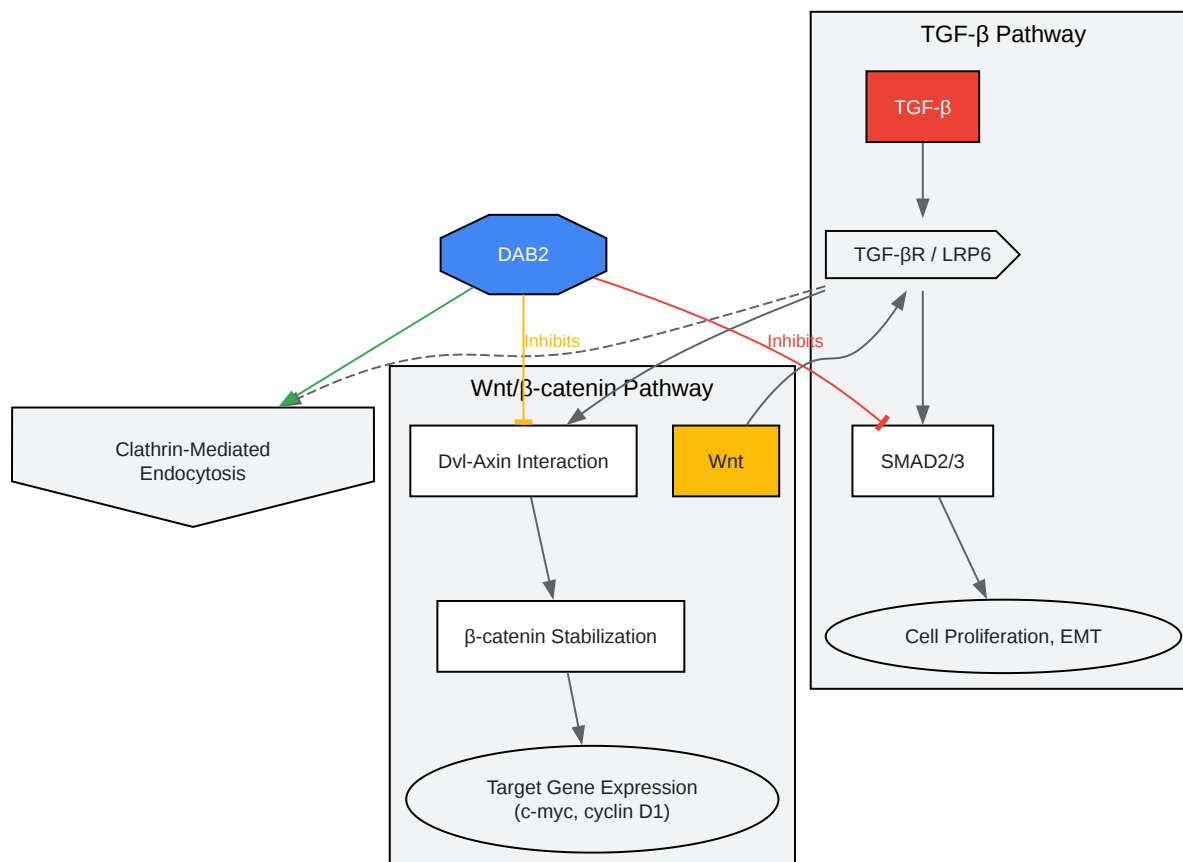 TGF-β Pathway
TGF-β
DAB2
TGF-βR / LRP6
Inhibits
Inhibits
Wnt/β-catenin Pathway
Clathrin-Mediated
Endocytosis
Dvl-Axin Interaction
Wnt
SMAD2/3
β-catenin Stabilization
Cell Proliferation, EMT
Target Gene Expression
(c-myc, cyclin D1)